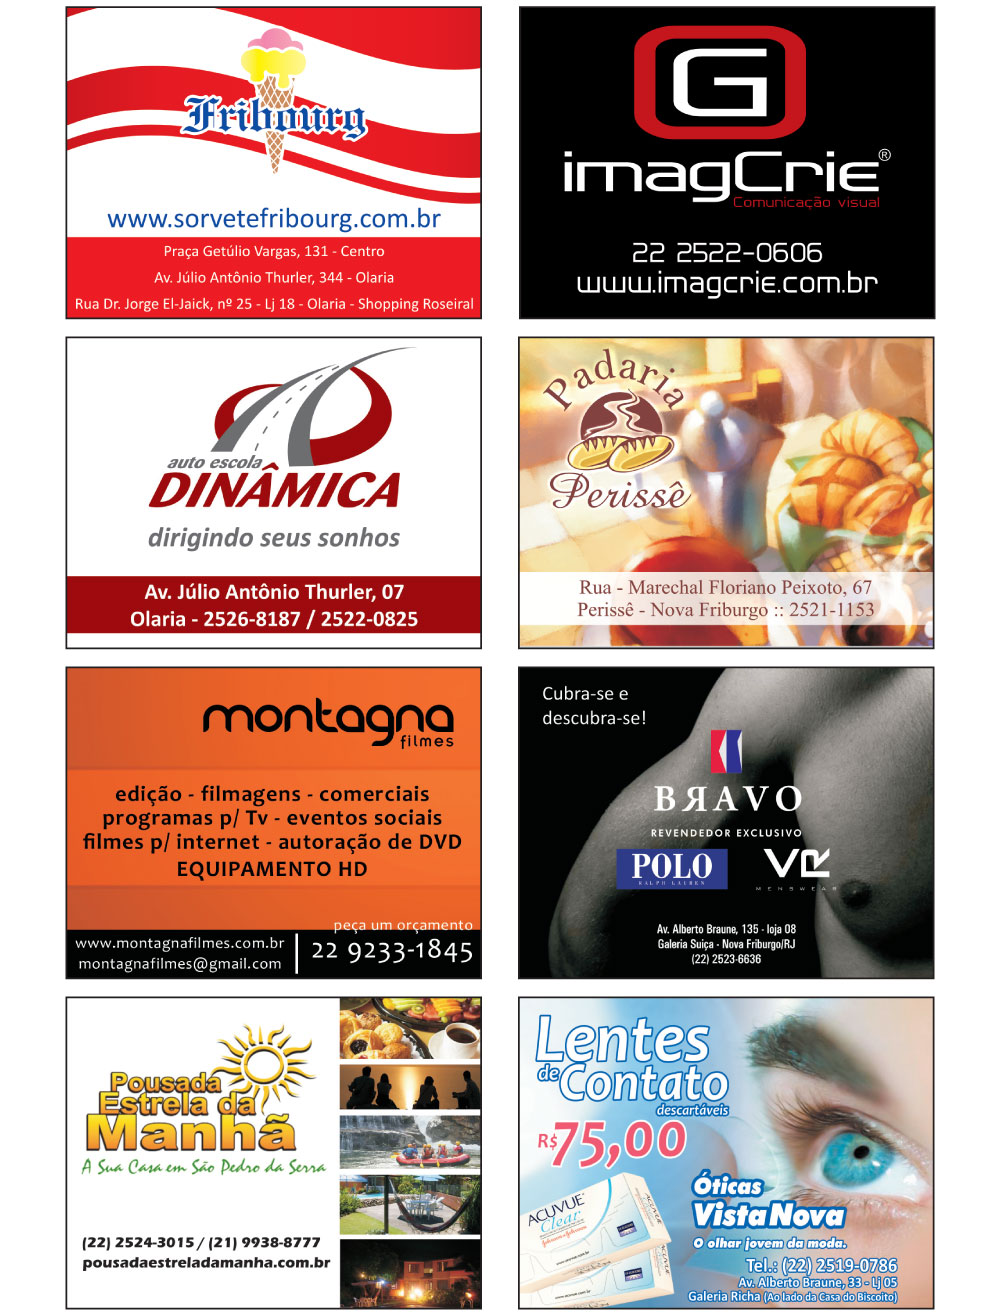 Fribourg
www.sorvetefribourg.com.br
Praça Getúlio Vargas, 131 - Centro
Av. Júlio Antônio Thurler, 344 - Olaria
Rua Dr. Jorge El-Jaick, nº 25 - Lj 18 - Olaria - Shopping Roseiral
G
imagCrie®
Comunicação visual
22 2522-0606
www.imagcrie.com.br
auto escola
DINÂMICA
dirigindo seus sonhos
Av. Júlio Antônio Thurler, 07
Olaria - 2526-8187 / 2522-0825
Padaria
Perissê
Rua - Marechal Floriano Peixoto, 67
Perissê - Nova Friburgo :: 2521-1153
montagna
filmes
edição - filmagens - comerciais
programas p/ Tv - eventos sociais
filmes p/ internet - autoração de DVD
EQUIPAMENTO HD
peça um orçamento
www.montagnafilmes.com.br
montagnafilmes@gmail.com
22 9233-1845
Cubra-se e
descubra-se!
BЯAVO
REVENDEDOR EXCLUSIVO
POLO
RALPH LAUREN
VR
MENSWEAR
Av. Alberto Braune, 135 - loja 08
Galeria Suiça - Nova Friburgo/RJ
(22) 2523-6636
Pousada
Estrela da
Manhã
A Sua Casa em São Pedro da Serra
(22) 2524-3015 / (21) 9938-8777
pousadaestreladamanha.com.br
Lentes
de Contato
descartáveis
R$75,00
ACUVUE
Clear
Johnson & Johnson
ACUVUE
www.acuvue.com.br
Óticas
VistaNova
O olhar jovem da moda.
Tel.: (22) 2519-0786
Av. Alberto Braune, 33 - Lj 05
Galeria Richa (Ao lado da Casa do Biscoito)